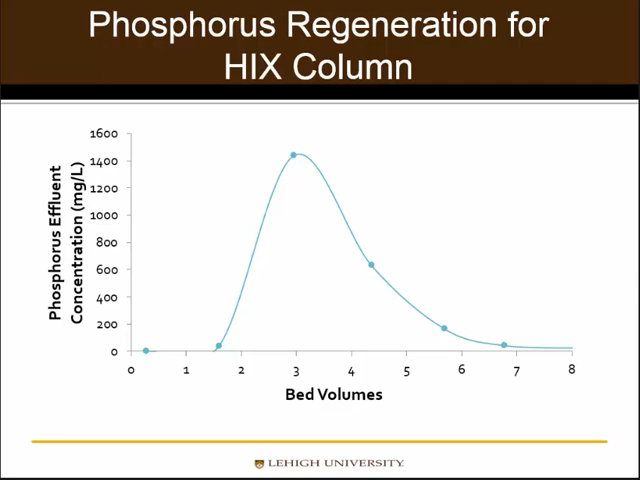 Phosphorus Regeneration for
HIX Column
1600
1400
1200
1000
800
600
400
200
0
Phosphorus Effluent
Concentration (mg/L)
0 1 2 3 4 5 6 7 8
Bed Volumes
LEHIGH UNIVERSITY